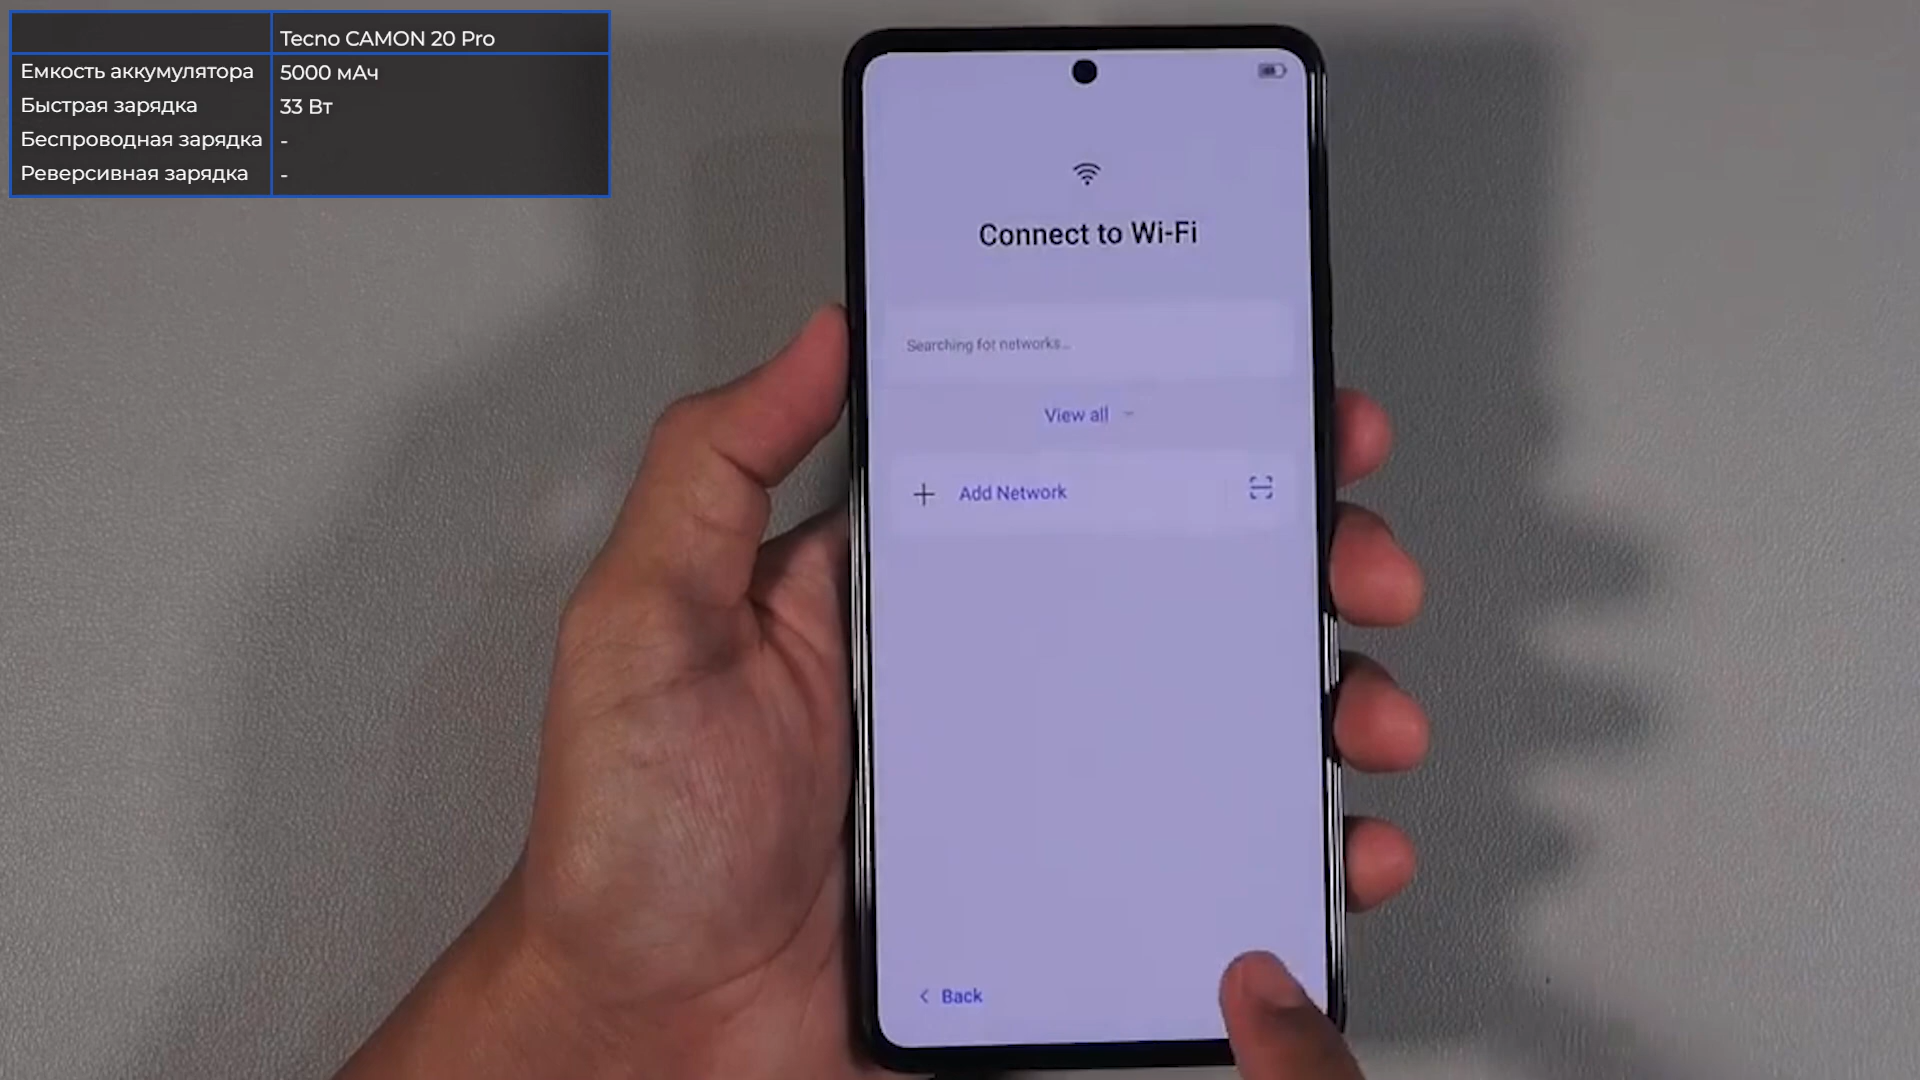 Tecno CAMON 20 Pro
Емкость аккумулятора 5000 мАч
Быстрая зарядка 33 Вт
Беспроводная зарядка -
Реверсивная зарядка -
Connect to Wi-Fi
Searching for networks...
View all
Add Network
Back